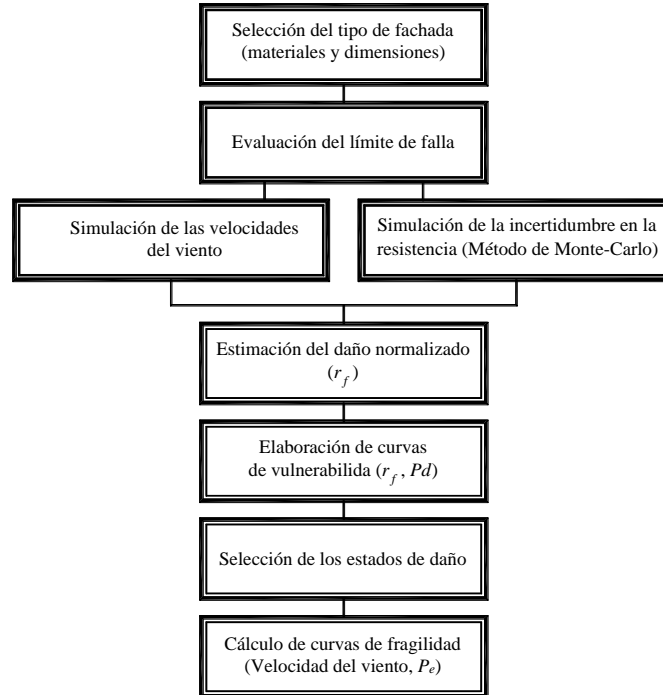 Selección del tipo de fachada
(materiales y dimensiones)
Evaluación del límite de falla
Simulación de las velocidades
del viento
Simulación de la incertidumbre en la
resistencia (Método de Monte-Carlo)
Estimación del daño normalizado
(r_f)
Elaboración de curvas
de vulnerabilida (r_f, Pd)
Selección de los estados de daño
Cálculo de curvas de fragilidad
(Velocidad del viento, P_e)